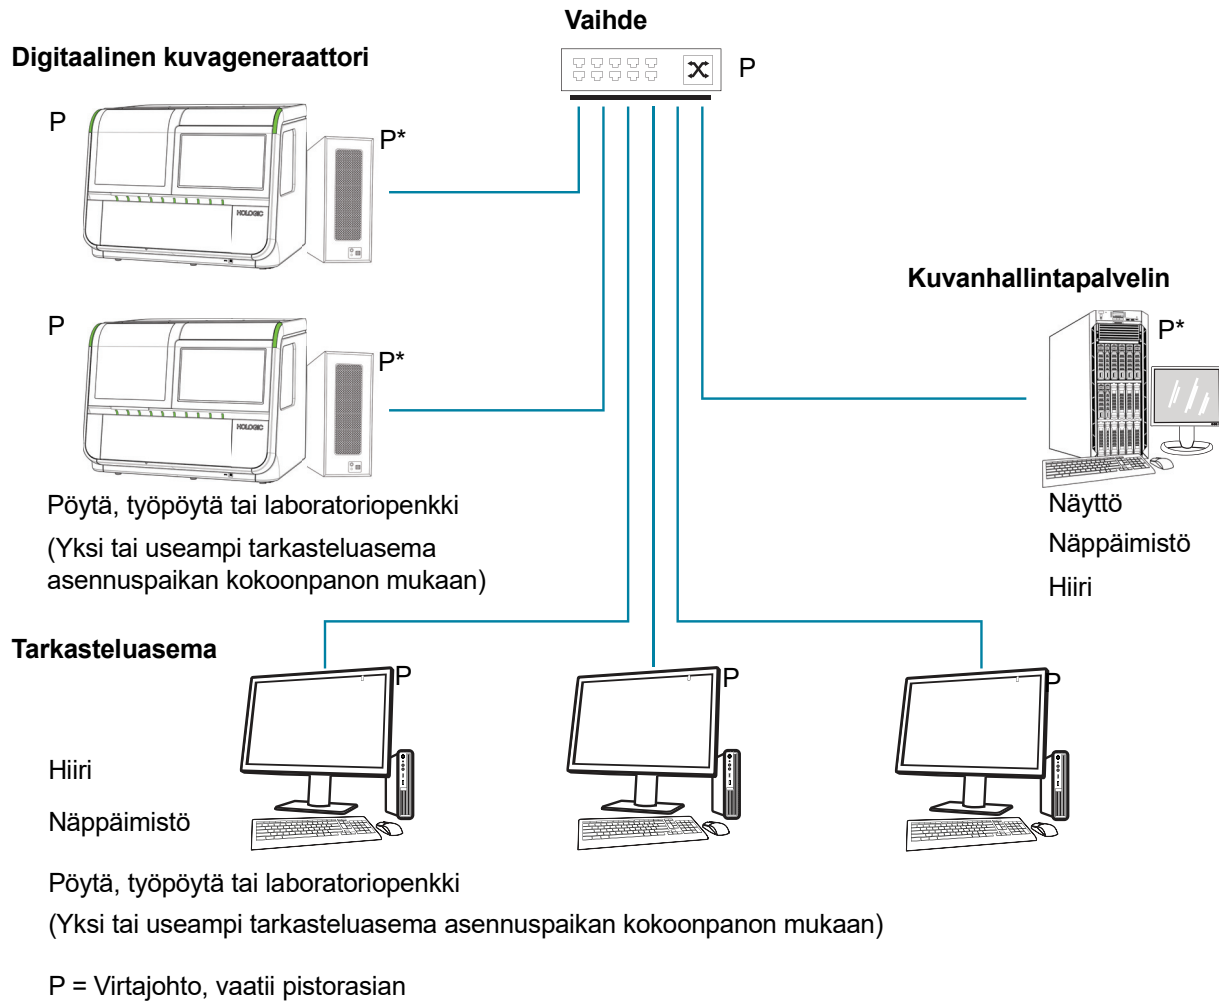 Vaihde
Digitaalinen kuvageneraattori
P
P
P*
HOLOGIC
Kuvanhallintapalvelin
P*
P
P*
HOLOGIC
Pöytä, työpöytä tai laboratoriopenkki
(Yksi tai useampi tarkasteluasema
asennuspaikan kokoonpanon mukaan)
Näyttö
Näppäimistö
Hiiri
Tarkasteluasema
P
P
P
Hiiri
Näppäimistö
Pöytä, työpöytä tai laboratoriopenkki
(Yksi tai useampi tarkasteluasema asennuspaikan kokoonpanon mukaan)
P = Virtajohto, vaatii pistorasian